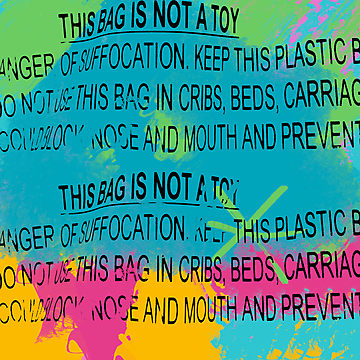 THIS BAG IS NOT A TOY
ANGER OF SUFFOCATION. KEEP THIS PLASTIC B
DO NOT USE THIS BAG IN CRIBS, BEDS, CARRIAG
COULD BLOCK NOSE AND MOUTH AND PREVENT
THIS BAG IS NOT A TOY
ANGER OF SUFFOCATION. KEEP THIS PLASTIC B
DO NOT USE THIS BAG IN CRIBS, BEDS, CARRIAG
COULD BLOCK NOSE AND MOUTH AND PREVENT